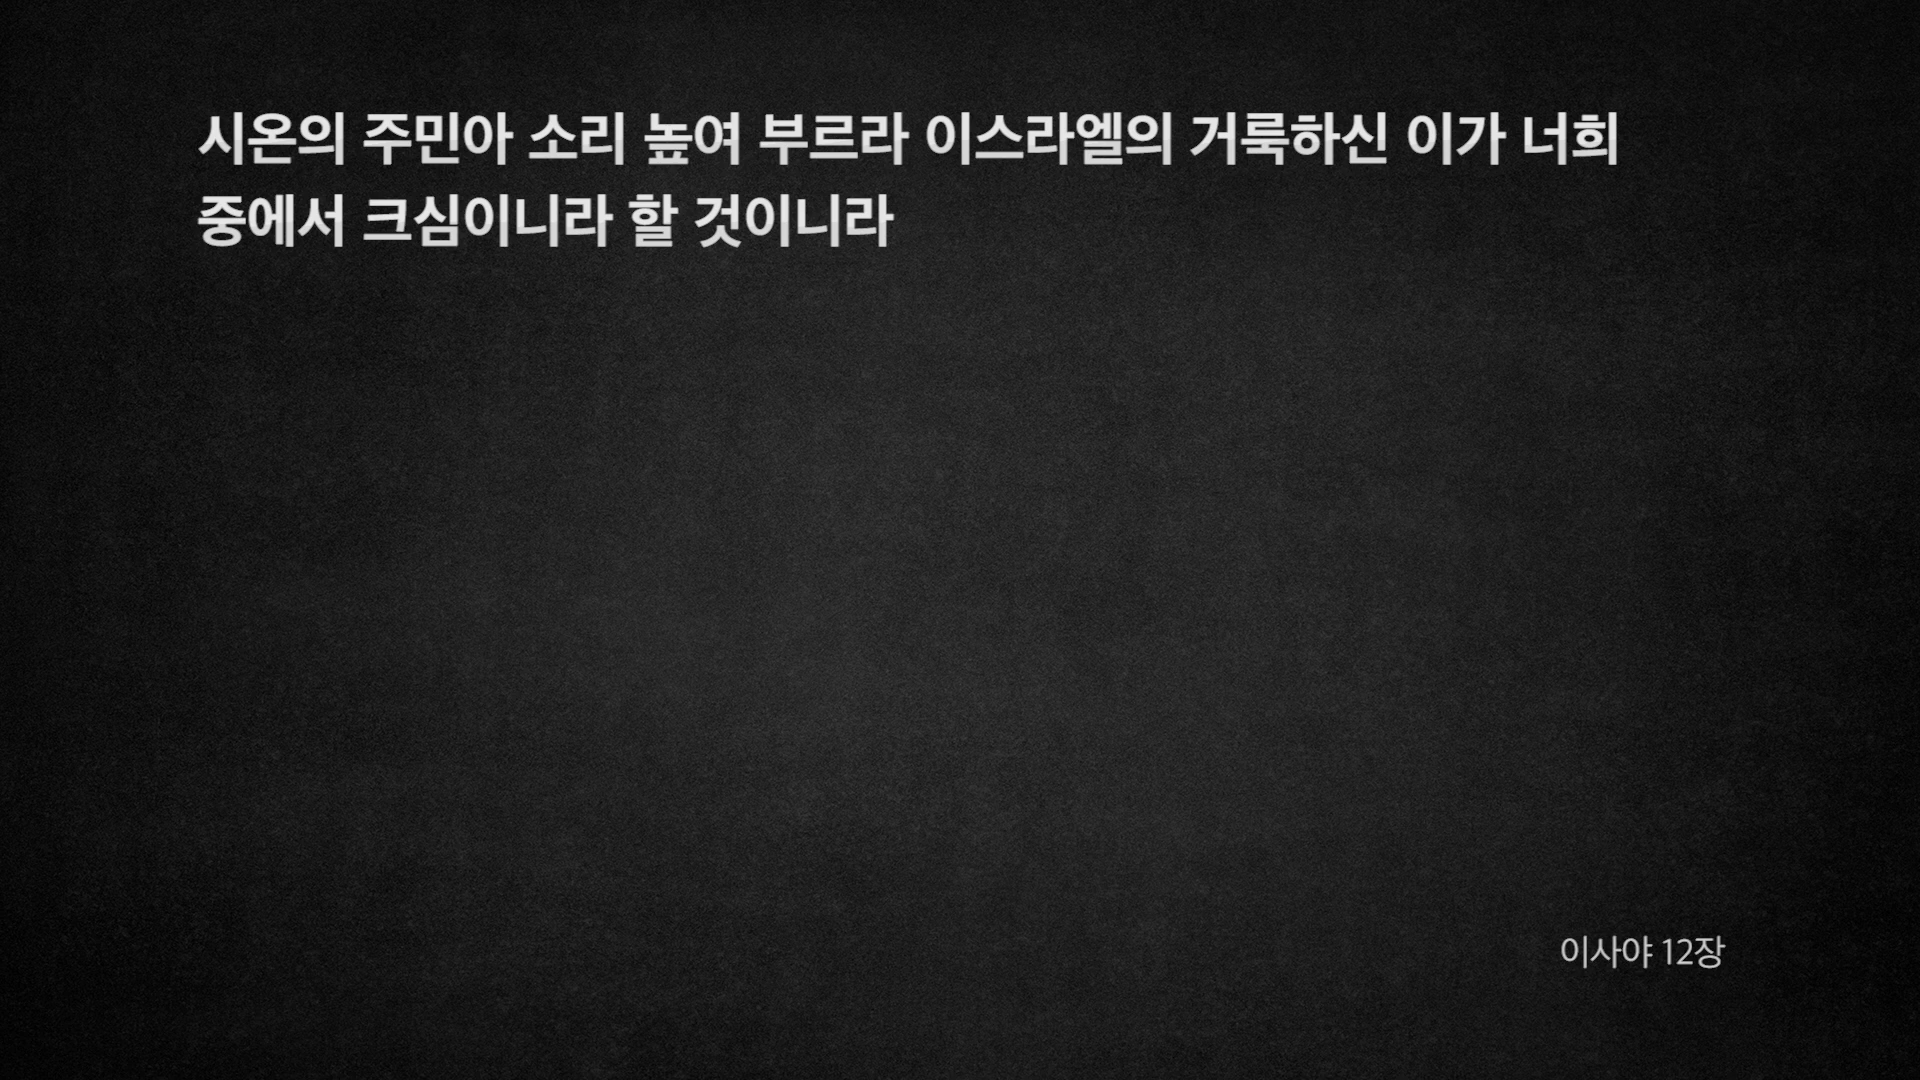 시온의 주민아 소리 높여 부르라 이스라엘의 거룩하신 이가 너희
중에서 크심이니라 할 것이니라
이사야 12장